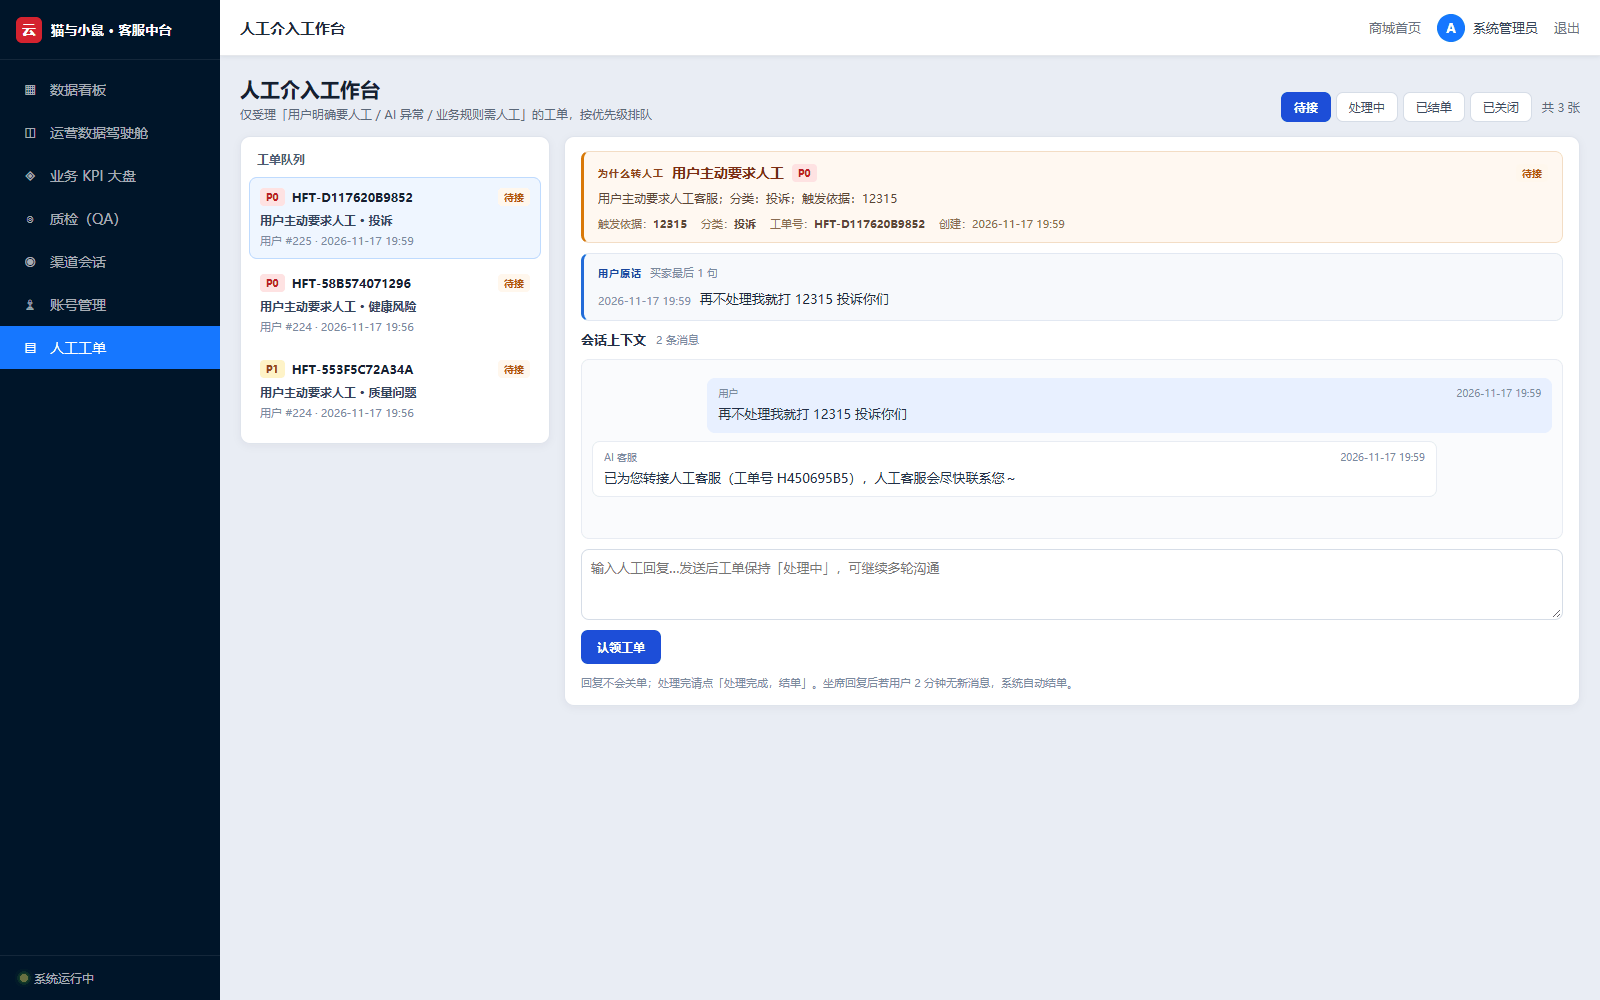 云 猫与小鼠 • 客服中台
数据看板
运营数据驾驶舱
业务 KPI 大盘
质检（QA）
渠道会话
账号管理
人工工单
系统运行中
人工介入工作台
商城首页 A 系统管理员 退出
人工介入工作台
仅受理「用户明确要人工 / AI 异常 / 业务规则需人工」的工单，按优先级排队
待接 处理中 已结单 已关闭 共 3 张
工单队列
P0 HFT-D117620B9852 待接
用户主动要求人工 • 投诉
用户 #225 · 2026-11-17 19:59
P0 HFT-58B574071296 待接
用户主动要求人工 • 健康风险
用户 #224 · 2026-11-17 19:56
P1 HFT-553F5C72A34A 待接
用户主动要求人工 • 质量问题
用户 #224 · 2026-11-17 19:56
为什么转人工 用户主动要求人工 P0 待接
用户主动要求人工客服；分类：投诉；触发依据：12315
触发依据：12315 分类：投诉 工单号：HFT-D117620B9852 创建：2026-11-17 19:59
用户原话 买家最后 1 句
2026-11-17 19:59 再不处理我就打 12315 投诉你们
会话上下文 2 条消息
用户 2026-11-17 19:59
再不处理我就打 12315 投诉你们
AI 客服 2026-11-17 19:59
已为您转接人工客服（工单号 H450695B5），人工客服会尽快联系您～
输入人工回复...发送后工单保持「处理中」，可继续多轮沟通
认领工单
回复不会关单；处理完请点「处理完成，结单」。坐席回复后若用户 2 分钟无新消息，系统自动结单。